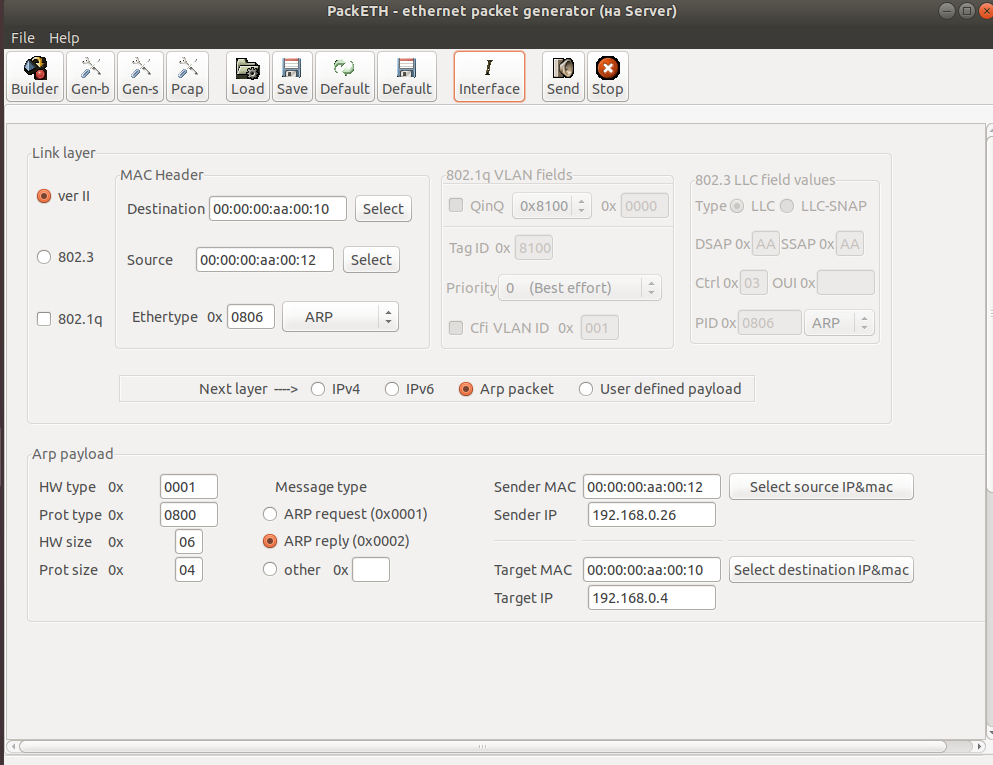 PackETH - ethernet packet generator (на Server)
File Help
Builder Gen-b Gen-s Pcap Load Save Default Default Interface Send Stop
Link layer
ver II
802.3
802.1q
MAC Header
Destination 00:00:00:aa:00:10 Select
Source 00:00:00:aa:00:12 Select
Ethertype 0x 0806 ARP
802.1q VLAN fields
QinQ 0x8100 0x 0000
Tag ID 0x 8100
Priority 0 (Best effort)
Cfi VLAN ID 0x 001
802.3 LLC field values
Type LLC LLC-SNAP
DSAP 0x AA SSAP 0x AA
Ctrl 0x 03 OUI 0x
PID 0x 0806 ARP
Next layer ----> IPv4 IPv6 Arp packet User defined payload
Arp payload
HW type 0x 0001
Prot type 0x 0800
HW size 0x 06
Prot size 0x 04
Message type
ARP request (0x0001)
ARP reply (0x0002)
other 0x
Sender MAC 00:00:00:aa:00:12 Select source IP&mac
Sender IP 192.168.0.26
Target MAC 00:00:00:aa:00:10 Select destination IP&mac
Target IP 192.168.0.4